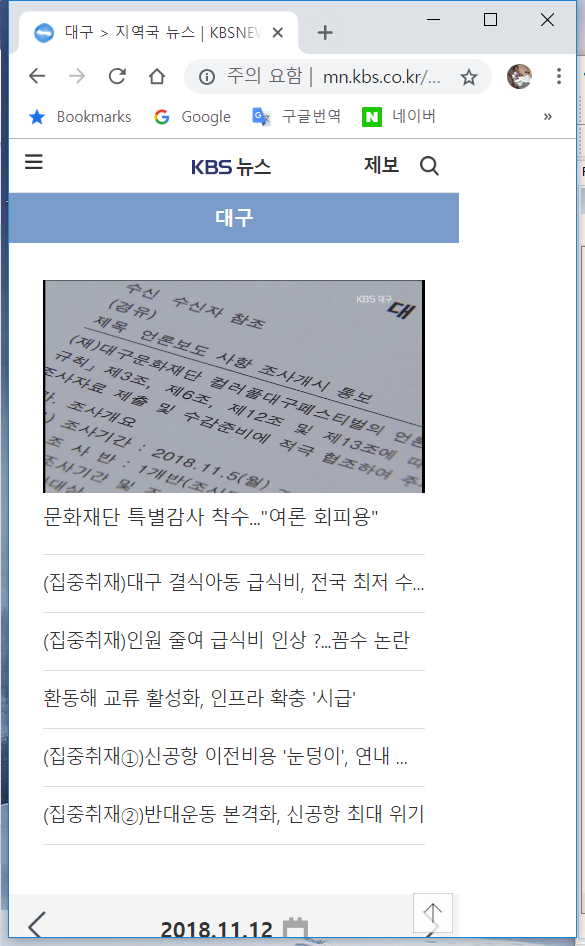 대구 > 지역국 뉴스 | KBSNEW
주의 요함 | mn.kbs.co.kr/...
Bookmarks Google 구글번역 네이버 »
KBS 뉴스 제보
대구
KBS 대구
대
수신 수신자 참조
(경유)
제목 언론보도 사항 조사개시 통보
(재)대구문화재단 컬러풀대구페스티벌의 언론
규칙」제3조, 제6조, 제12조 및 제13조에 따
조사자료 제출 및 수감준비에 적극 협조하여 주
가. 조사개요
) 조사기간 : 2018.11.5(월) ~
조 사 반 : 1개반(조사
조사기간 및
문화재단 특별감사 착수..."여론 회피용"
(집중취재)대구 결식아동 급식비, 전국 최저 수...
(집중취재)인원 줄여 급식비 인상 ?...꼼수 논란
환동해 교류 활성화, 인프라 확충 '시급'
(집중취재①)신공항 이전비용 '눈덩이', 연내 ...
(집중취재②)반대운동 본격화, 신공항 최대 위기
2018.11.12